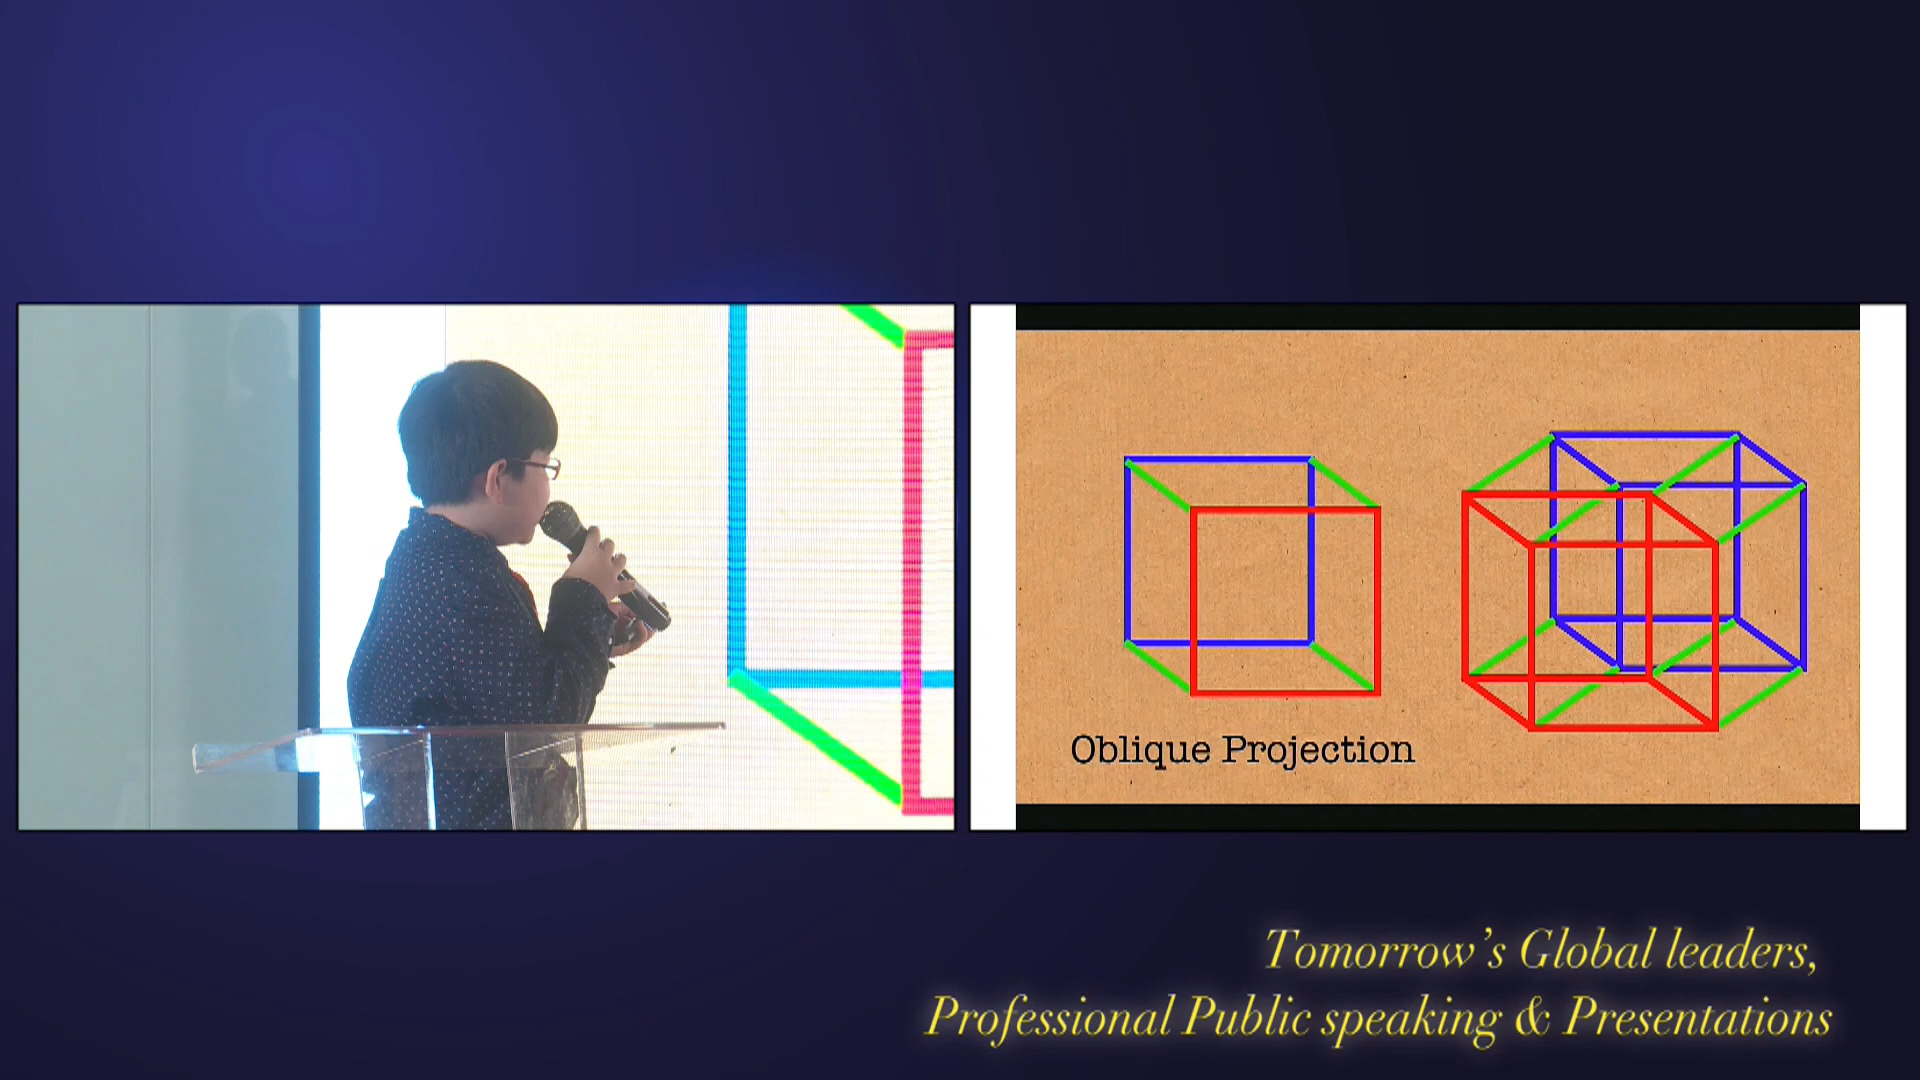 Oblique Projection
Tomorrow's Global leaders,
Professional Public speaking & Presentations